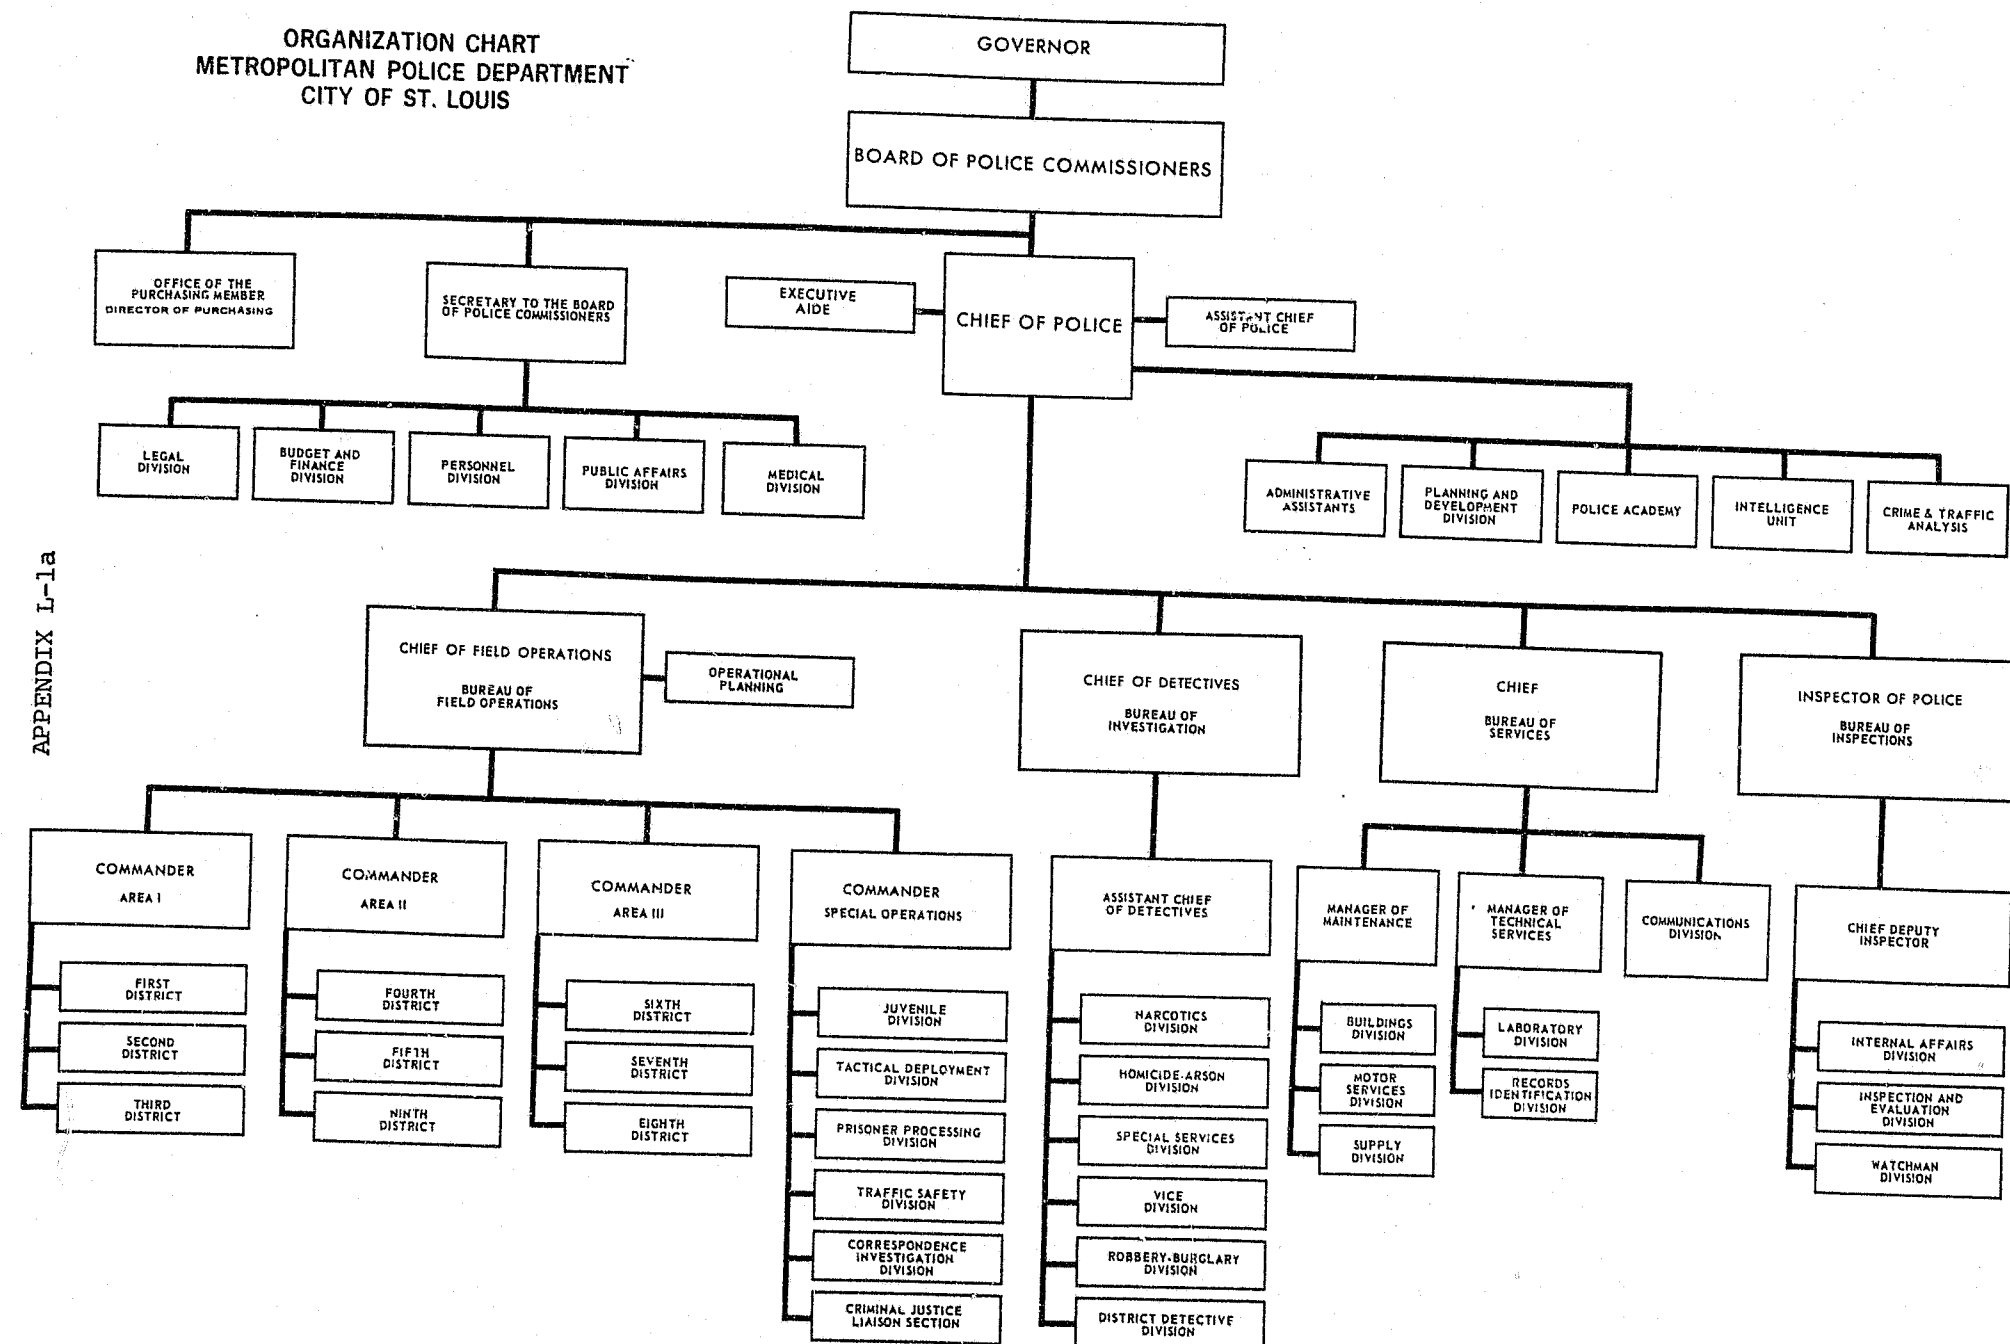 ORGANIZATION CHART
METROPOLITAN POLICE DEPARTMENT
CITY OF ST. LOUIS
GOVERNOR
BOARD OF POLICE COMMISSIONERS
OFFICE OF THE
PURCHASING MEMBER
DIRECTOR OF PURCHASING
SECRETARY TO THE BOARD
OF POLICE COMMISSIONERS
EXECUTIVE
AIDE
CHIEF OF POLICE
ASSISTANT CHIEF
OF POLICE
LEGAL
DIVISION
BUDGET AND
FINANCE
DIVISION
PERSONNEL
DIVISION
PUBLIC AFFAIRS
DIVISION
MEDICAL
DIVISION
ADMINISTRATIVE
ASSISTANTS
PLANNING AND
DEVELOPMENT
DIVISION
POLICE ACADEMY
INTELLIGENCE
UNIT
CRIME & TRAFFIC
ANALYSIS
APPENDIX L-1a
CHIEF OF FIELD OPERATIONS
BUREAU OF
FIELD OPERATIONS
OPERATIONAL
PLANNING
CHIEF OF DETECTIVES
BUREAU OF
INVESTIGATION
CHIEF
BUREAU OF
SERVICES
INSPECTOR OF POLICE
BUREAU OF
INSPECTIONS
COMMANDER
AREA I
COMMANDER
AREA II
COMMANDER
AREA III
COMMANDER
SPECIAL OPERATIONS
ASSISTANT CHIEF
OF DETECTIVES
MANAGER OF
MAINTENANCE
MANAGER OF
TECHNICAL
SERVICES
COMMUNICATIONS
DIVISION
CHIEF DEPUTY
INSPECTOR
FIRST
DISTRICT
SECOND
DISTRICT
THIRD
DISTRICT
FOURTH
DISTRICT
FIFTH
DISTRICT
NINTH
DISTRICT
SIXTH
DISTRICT
SEVENTH
DISTRICT
EIGHTH
DISTRICT
JUVENILE
DIVISION
TACTICAL DEPLOYMENT
DIVISION
PRISONER PROCESSING
DIVISION
TRAFFIC SAFETY
DIVISION
CORRESPONDENCE
INVESTIGATION
DIVISION
CRIMINAL JUSTICE
LIAISON SECTION
NARCOTICS
DIVISION
HOMICIDE-ARSON
DIVISION
SPECIAL SERVICES
DIVISION
VICE
DIVISION
ROBBERY-BURGLARY
DIVISION
DISTRICT DETECTIVE
DIVISION
BUILDINGS
DIVISION
MOTOR
SERVICES
DIVISION
SUPPLY
DIVISION
LABORATORY
DIVISION
RECORDS
IDENTIFICATION
DIVISION
INTERNAL AFFAIRS
DIVISION
INSPECTION AND
EVALUATION
DIVISION
WATCHMAN
DIVISION